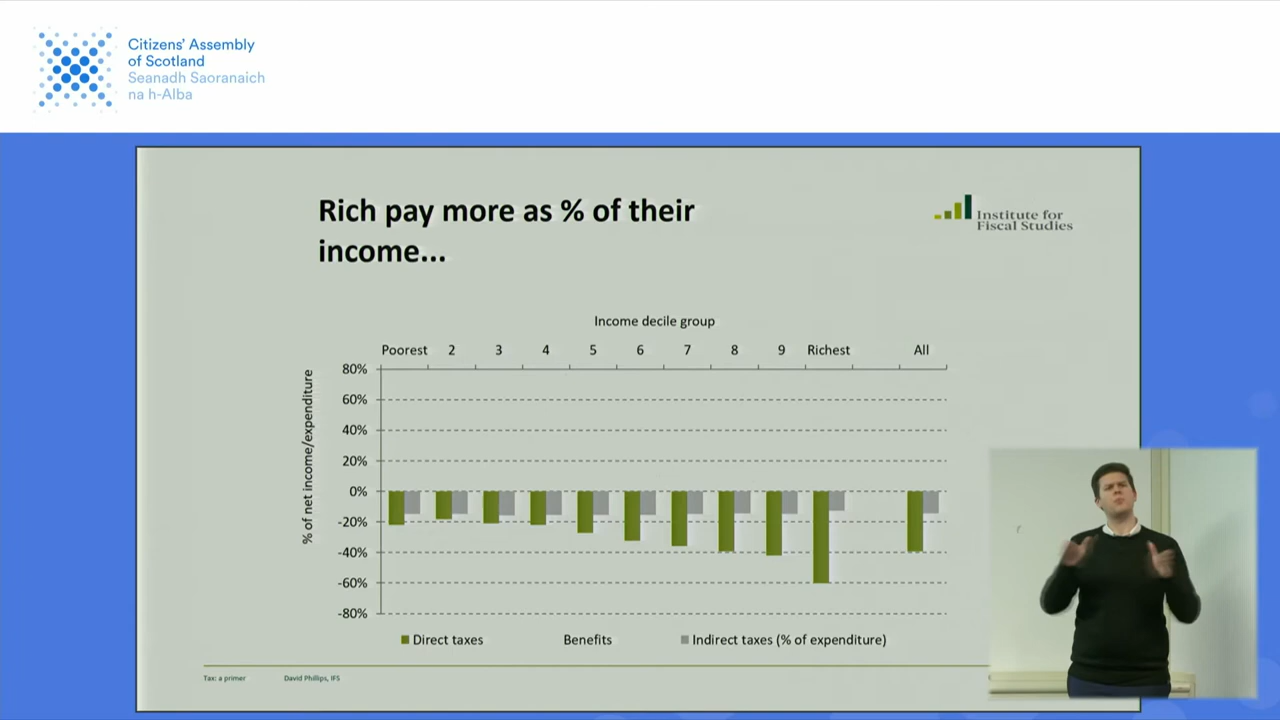 Citizens' Assembly
of Scotland
Seanadh Saoranaich
na h-Alba
Rich pay more as % of their
income...
Institute for
Fiscal Studies
Income decile group
Poorest 2 3 4 5 6 7 8 9 Richest All
80%
60%
40%
20%
0%
-20%
-40%
-60%
-80%
% of net income/expenditure
Direct taxes Benefits Indirect taxes (% of expenditure)
Tax: a primer David Phillips, IFS